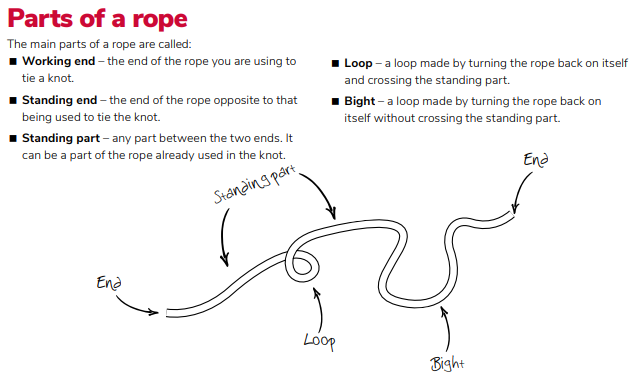 Parts of a rope
The main parts of a rope are called:
■ Working end – the end of the rope you are using to
tie a knot.
■ Standing end – the end of the rope opposite to that
being used to tie the knot.
■ Standing part – any part between the two ends. It
can be a part of the rope already used in the knot.
■ Loop – a loop made by turning the rope back on itself
and crossing the standing part.
■ Bight – a loop made by turning the rope back on
itself without crossing the standing part.
Standing part
End
End
Loop
Bight